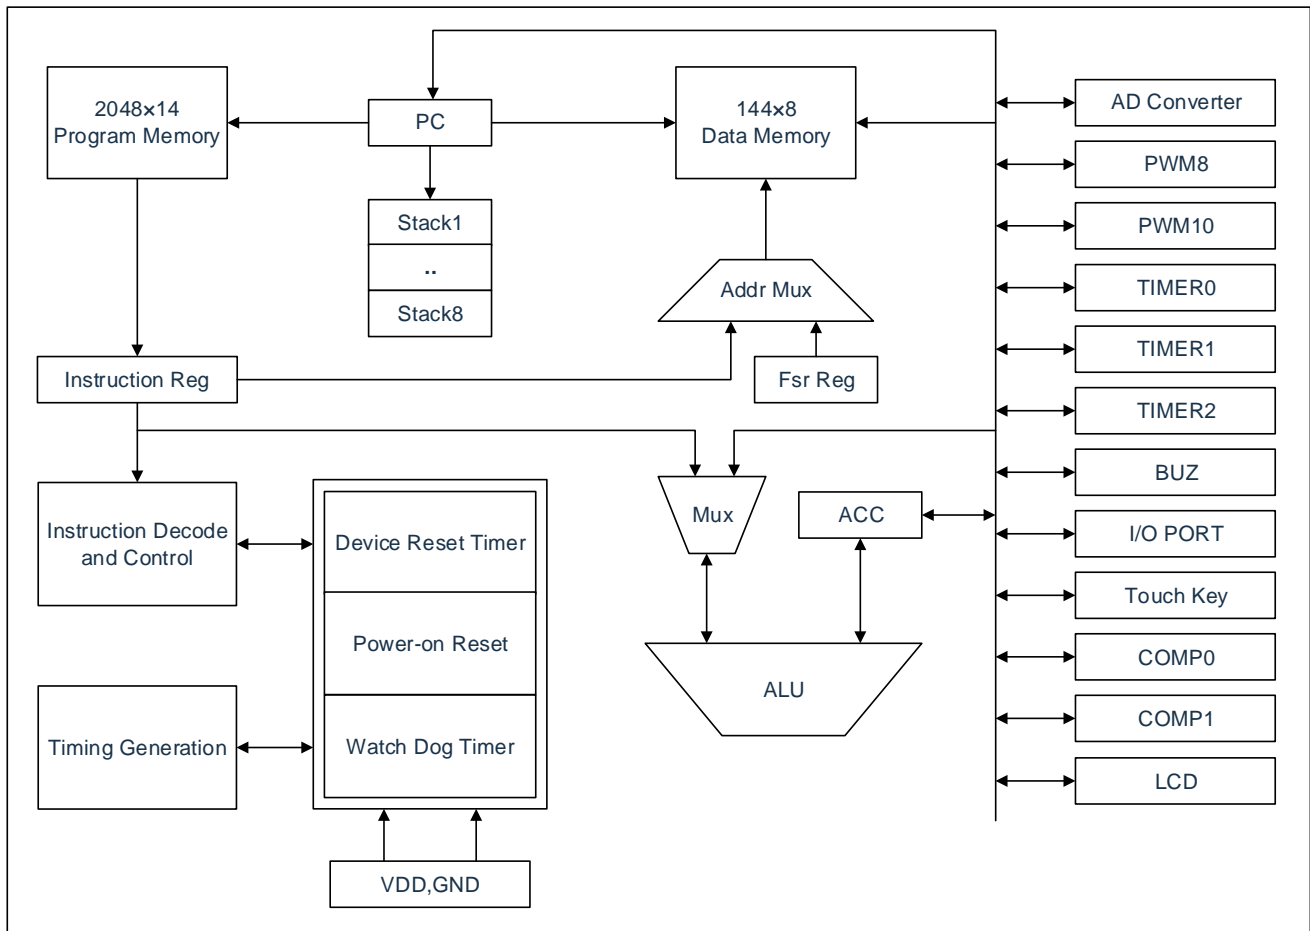 2048×14
Program Memory
PC
144×8
Data Memory
Stack1
..
Stack8
Addr Mux
Instruction Reg
Fsr Reg
Mux
ACC
Instruction Decode
and Control
Device Reset Timer
Power-on Reset
Watch Dog Timer
ALU
Timing Generation
VDD,GND
AD Converter
PWM8
PWM10
TIMER0
TIMER1
TIMER2
BUZ
I/O PORT
Touch Key
COMP0
COMP1
LCD